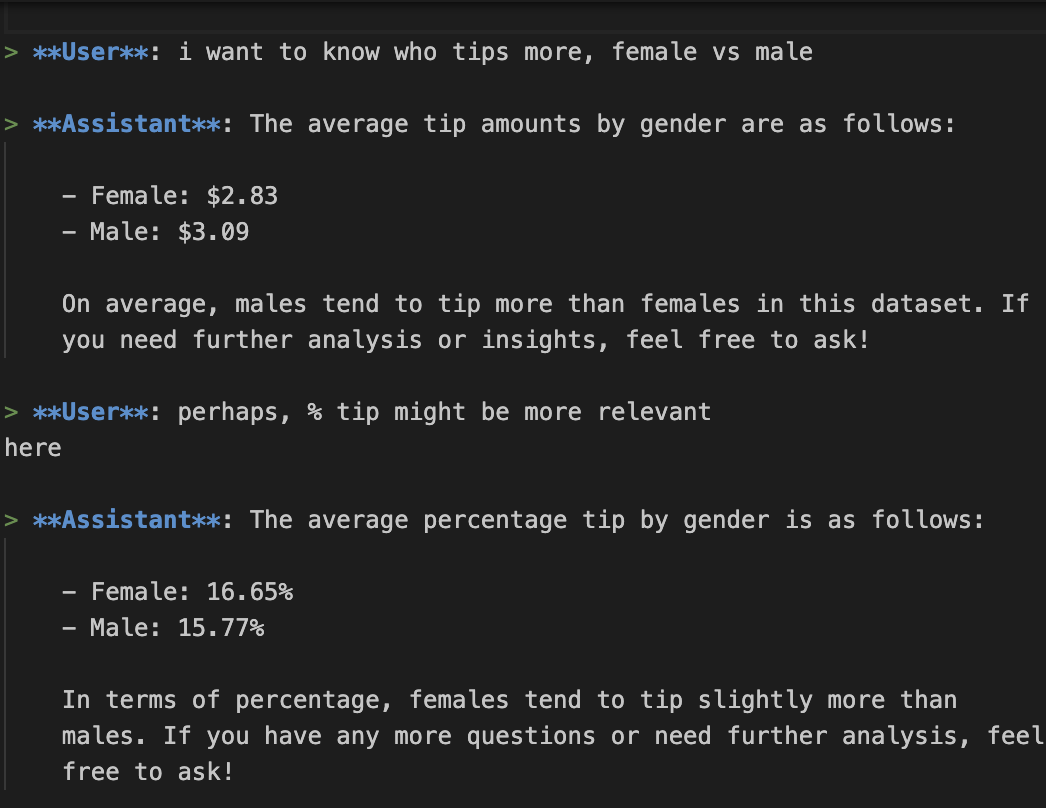 > **User**: i want to know who tips more, female vs male
> **Assistant**: The average tip amounts by gender are as follows:
– Female: $2.83
– Male: $3.09
On average, males tend to tip more than females in this dataset. If
you need further analysis or insights, feel free to ask!
> **User**: perhaps, % tip might be more relevant
here
> **Assistant**: The average percentage tip by gender is as follows:
– Female: 16.65%
– Male: 15.77%
In terms of percentage, females tend to tip slightly more than
males. If you have any more questions or need further analysis, feel
free to ask!